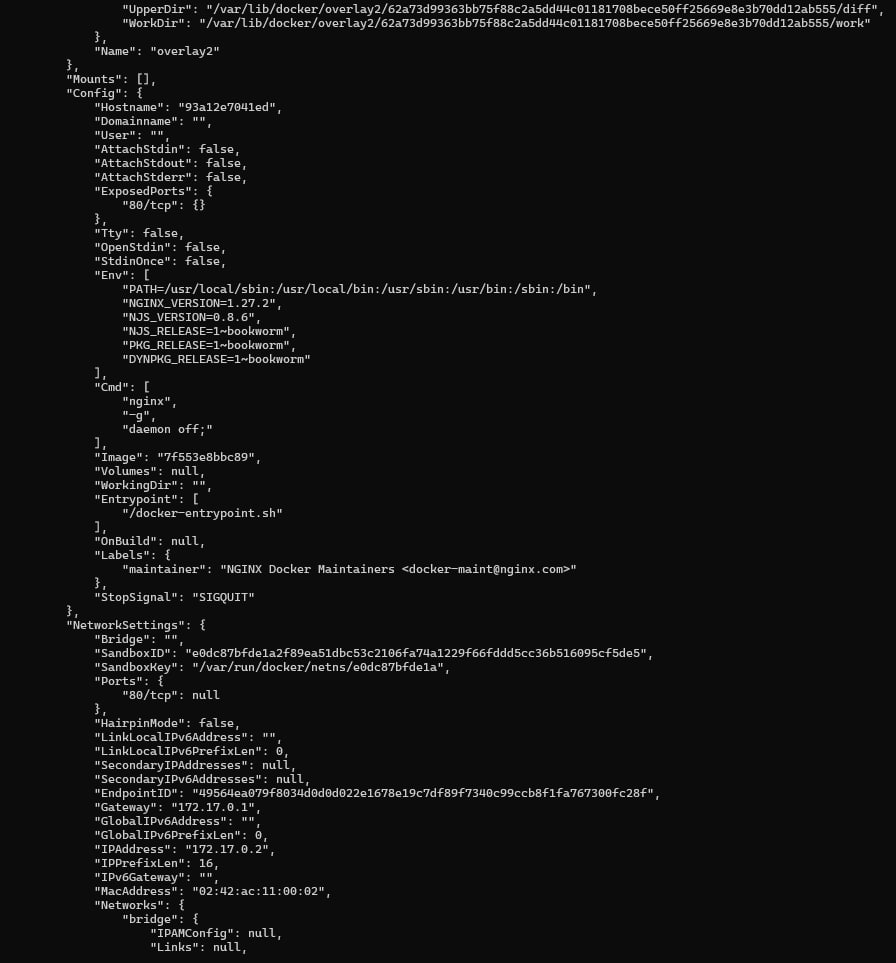 "UpperDir": "/var/lib/docker/overlay2/62a73d99363bb75f88c2a5dd44c01181708bece50ff25669e8e3b70dd12ab555/diff",
"WorkDir": "/var/lib/docker/overlay2/62a73d99363bb75f88c2a5dd44c01181708bece50ff25669e8e3b70dd12ab555/work"
},
"Name": "overlay2"
},
"Mounts": [],
"Config": {
"Hostname": "93a12e7041ed",
"Domainname": "",
"User": "",
"AttachStdin": false,
"AttachStdout": false,
"AttachStderr": false,
"ExposedPorts": {
"80/tcp": {}
},
"Tty": false,
"OpenStdin": false,
"StdinOnce": false,
"Env": [
"PATH=/usr/local/sbin:/usr/local/bin:/usr/sbin:/usr/bin:/sbin:/bin",
"NGINX_VERSION=1.27.2",
"NJS_VERSION=0.8.6",
"NJS_RELEASE=1~bookworm",
"PKG_RELEASE=1~bookworm",
"DYNPKG_RELEASE=1~bookworm"
],
"Cmd": [
"nginx",
"-g",
"daemon off;"
],
"Image": "7f553e8bbc89",
"Volumes": null,
"WorkingDir": "",
"Entrypoint": [
"/docker-entrypoint.sh"
],
"OnBuild": null,
"Labels": {
"maintainer": "NGINX Docker Maintainers <docker-maint@nginx.com>"
},
"StopSignal": "SIGQUIT"
},
"NetworkSettings": {
"Bridge": "",
"SandboxID": "e0dc87bfde1a2f89ea51dbc53c2106fa74a1229f66fddd5cc36b516095cf5de5",
"SandboxKey": "/var/run/docker/netns/e0dc87bfde1a",
"Ports": {
"80/tcp": null
},
"HairpinMode": false,
"LinkLocalIPv6Address": "",
"LinkLocalIPv6PrefixLen": 0,
"SecondaryIPAddresses": null,
"SecondaryIPv6Addresses": null,
"EndpointID": "49564ea079f8034d0d0d022e1678e19c7df89f7340c99ccb8f1fa767300fc28f",
"Gateway": "172.17.0.1",
"GlobalIPv6Address": "",
"GlobalIPv6PrefixLen": 0,
"IPAddress": "172.17.0.2",
"IPPrefixLen": 16,
"IPv6Gateway": "",
"MacAddress": "02:42:ac:11:00:02",
"Networks": {
"bridge": {
"IPAMConfig": null,
"Links": null,